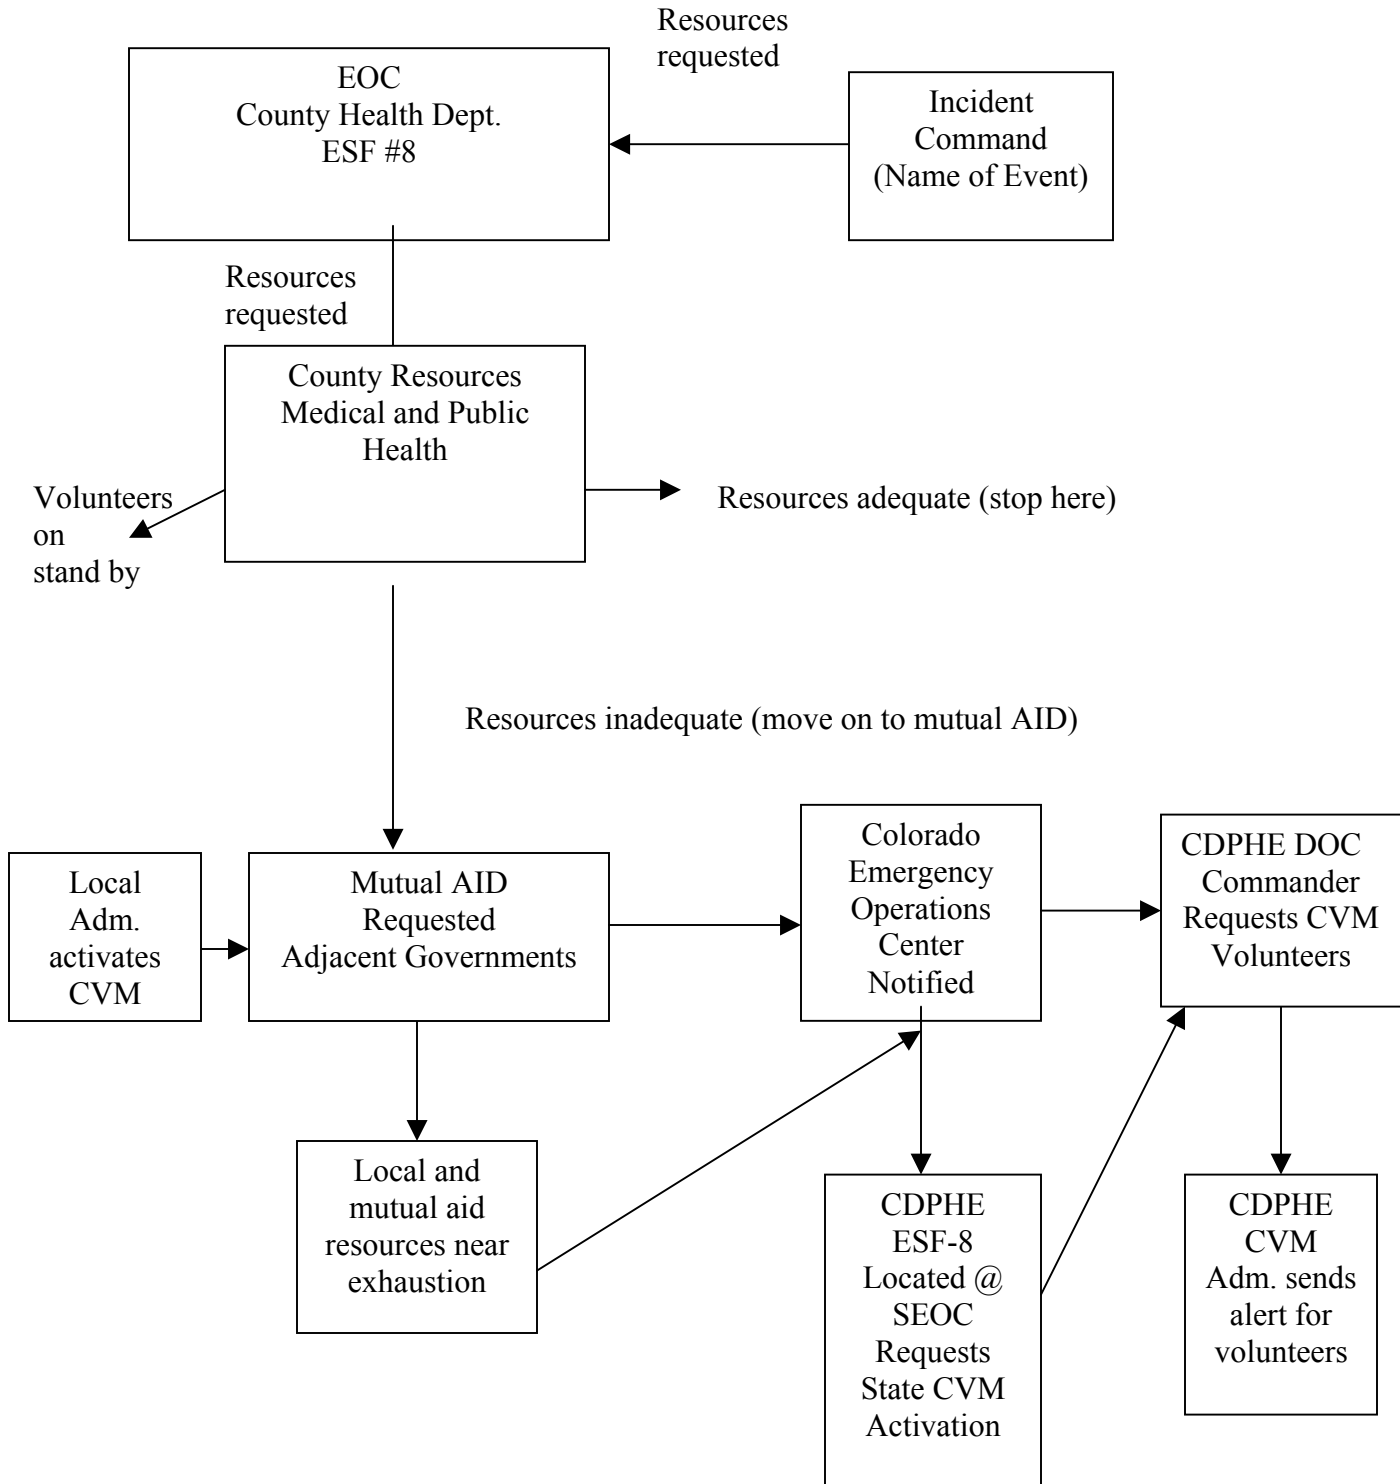 Resources
requested
EOC
County Health Dept.
ESF #8
Incident
Command
(Name of Event)
Resources
requested
County Resources
Medical and Public
Health
Volunteers
on
stand by
Resources adequate (stop here)
Resources inadequate (move on to mutual AID)
Local
Adm.
activates
CVM
Mutual AID
Requested
Adjacent Governments
Colorado
Emergency
Operations
Center
Notified
CDPHE DOC
Commander
Requests CVM
Volunteers
Local and
mutual aid
resources near
exhaustion
CDPHE
ESF-8
Located @
SEOC
Requests
State CVM
Activation
CDPHE
CVM
Adm. sends
alert for
volunteers